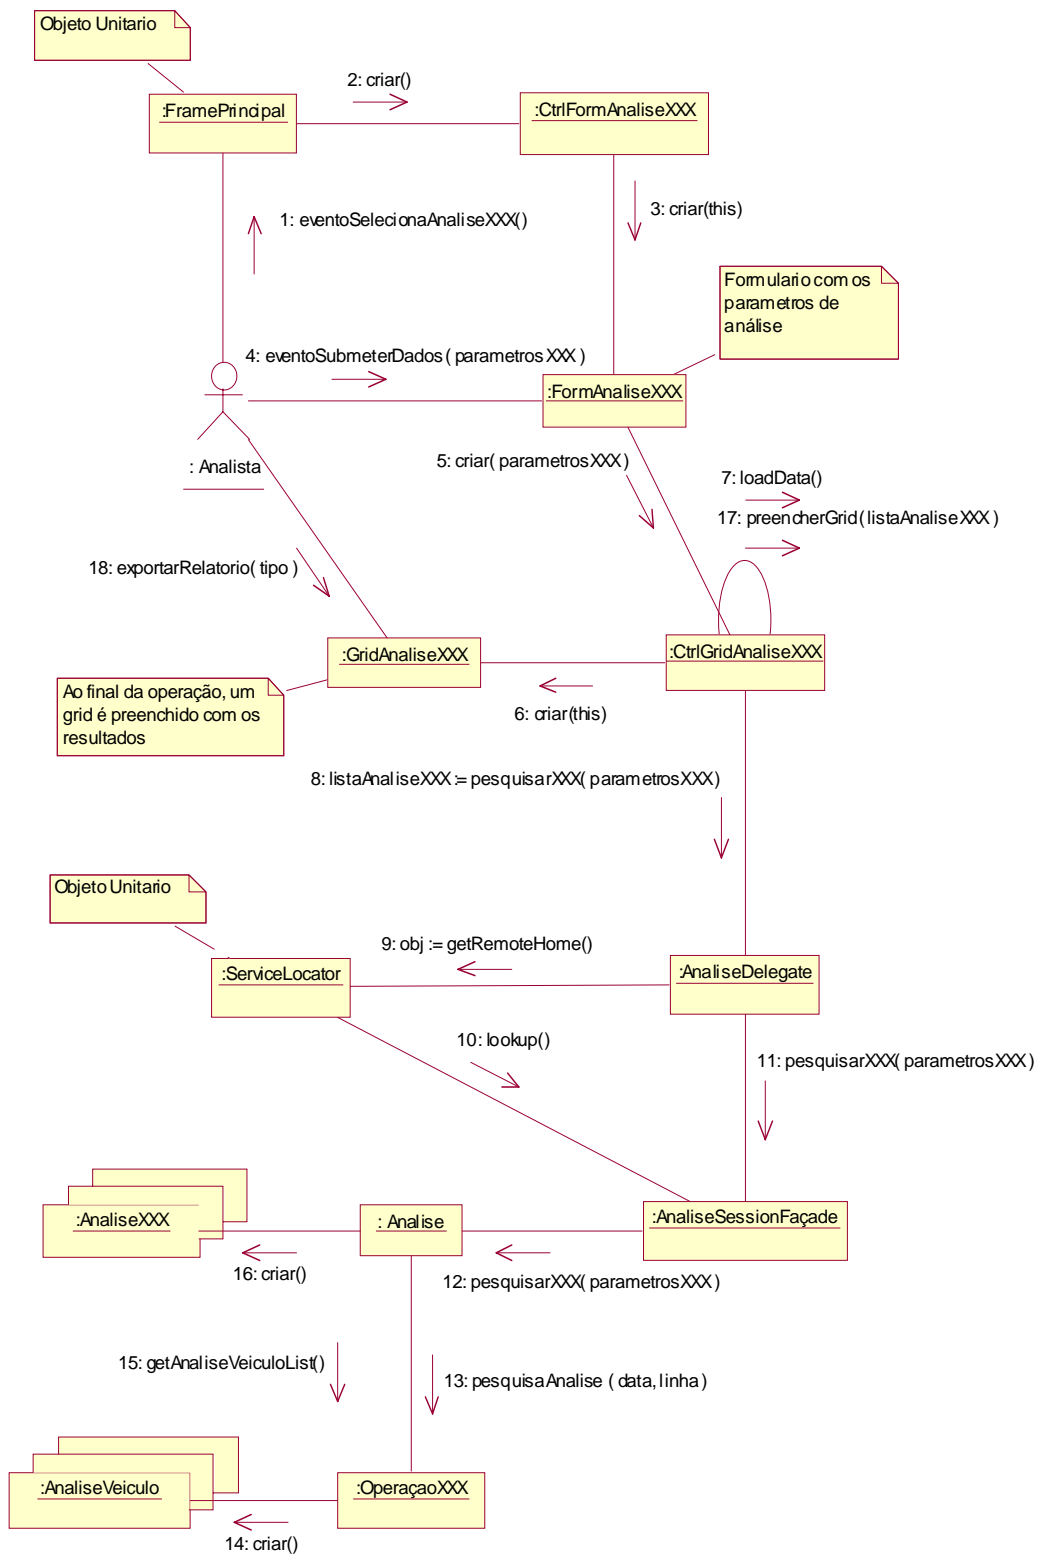 Objeto Unitario
2: criar()
:FramePrincipal
:CtrlFormAnaliseXXX
3: criar(this)
1: eventoSelecionaAnaliseXXX()
Formulario com os
parametros de
análise
4: eventoSubmeterDados ( parametros XXX )
:FormAnaliseXXX
: Analista
5: criar( parametrosXXX )
7: loadData()
17: preencherGrid( listaAnaliseXXX )
18: exportarRelatorio( tipo )
:GridAnaliseXXX
:CtrlGridAnaliseXXX
Ao final da operação, um
grid é preenchido com os
resultados
6: criar(this)
8: listaAnaliseXXX := pesquisarXXX( parametrosXXX)
Objeto Unitario
9: obj := getRemoteHome()
:ServiceLocator
:AnaliseDelegate
10: lookup()
11: pesquisarXXX( parametrosXXX )
:AnaliseXXX
: Analise
:AnaliseSessionFaçade
16: criar()
12: pesquisarXXX( parametrosXXX )
15: getAnaliseVeiculoList()
13: pesquisaAnalise ( data, linha )
:AnaliseVeiculo
:OperaçaoXXX
14: criar()